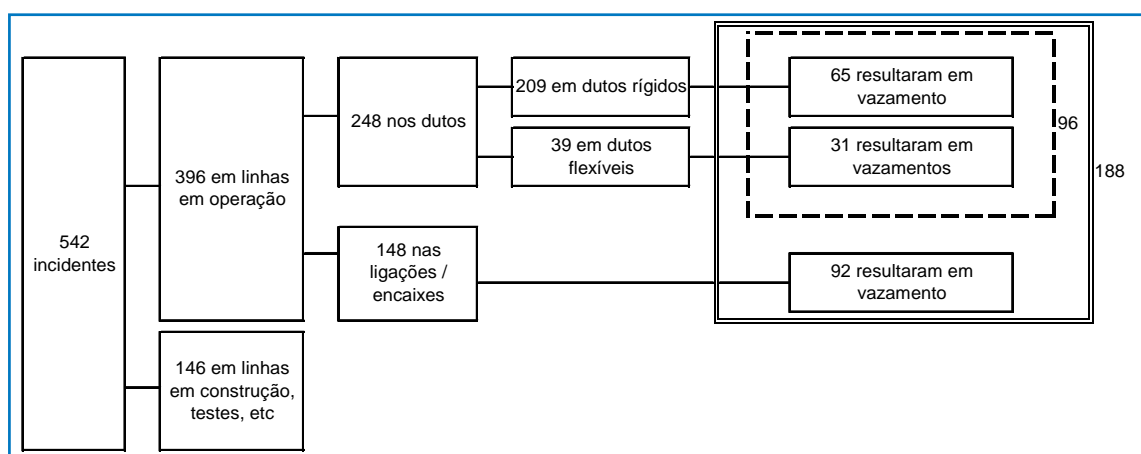 542
incidentes
396 em linhas
em operação
146 em linhas
em construção,
testes, etc
248 nos dutos
148 nas
ligações /
encaixes
209 em dutos rígidos
39 em dutos
flexíveis
65 resultaram em
vazamento
31 resultaram em
vazamentos
92 resultaram em
vazamento
96
188